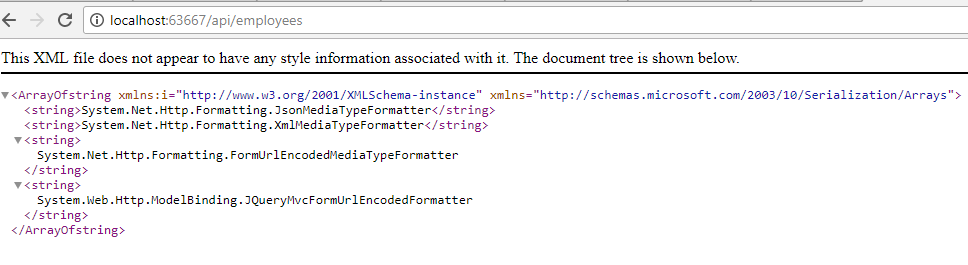 localhost:63667/api/employees
This XML file does not appear to have any style information associated with it. The document tree is shown below.
<ArrayOfstring xmlns:i="http://www.w3.org/2001/XMLSchema-instance" xmlns="http://schemas.microsoft.com/2003/10/Serialization/Arrays">
<string>System.Net.Http.Formatting.JsonMediaTypeFormatter</string>
<string>System.Net.Http.Formatting.XmlMediaTypeFormatter</string>
<string>
System.Net.Http.Formatting.FormUrlEncodedMediaTypeFormatter
</string>
<string>
System.Web.Http.ModelBinding.JQueryMvcFormUrlEncodedFormatter
</string>
</ArrayOfstring>